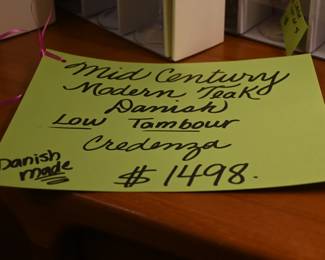 Mid Century
Modern Teak
Danish
Low Tambour
Credenza
$1498.
Danish
made